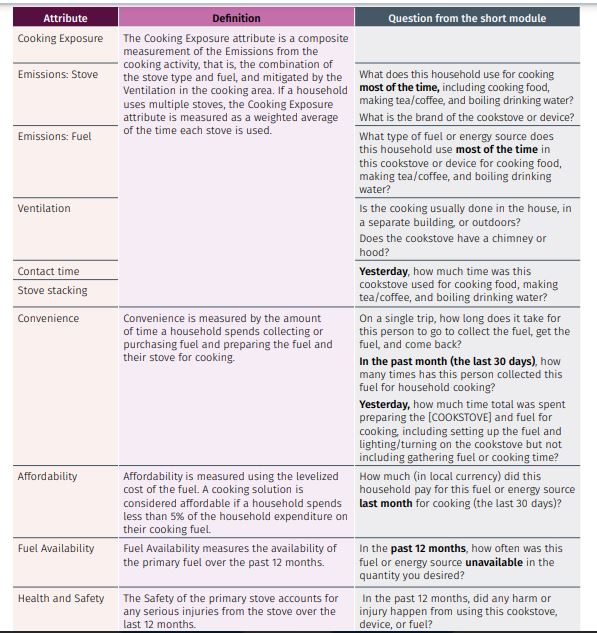 Attribute
Definition
Question from the short module
Cooking Exposure
The Cooking Exposure attribute is a composite
measurement of the Emissions from the
cooking activity, that is, the combination of
the stove type and fuel, and mitigated by the
Ventilation in the cooking area. If a household
uses multiple stoves, the Cooking Exposure
attribute is measured as a weighted average
of the time each stove is used.
Emissions: Stove
What does this household use for cooking
most of the time, including cooking food,
making tea/coffee, and boiling drinking water?
What is the brand of the cookstove or device?
Emissions: Fuel
What type of fuel or energy source does
this household use most of the time in
this cookstove or device for cooking food,
making tea/coffee, and boiling drinking
water?
Ventilation
Is the cooking usually done in the house, in
a separate building, or outdoors?
Does the cookstove have a chimney or
hood?
Contact time
Stove stacking
Yesterday, how much time was this
cookstove used for cooking food, making
tea/coffee, and boiling drinking water?
Convenience
Convenience is measured by the amount
of time a household spends collecting or
purchasing fuel and preparing the fuel and
their stove for cooking.
On a single trip, how long does it take for
this person to go to collect the fuel, get the
fuel, and come back?
In the past month (the last 30 days), how
many times has this person collected this
fuel for household cooking?
Yesterday, how much time total was spent
preparing the [COOKSTOVE] and fuel for
cooking, including setting up the fuel and
lighting/turning on the cookstove but not
including gathering fuel or cooking time?
Affordability
Affordability is measured using the levelized
cost of the fuel. A cooking solution is
considered affordable if a household spends
less than 5% of the household expenditure on
their cooking fuel.
How much (in local currency) did this
household pay for this fuel or energy source
last month for cooking (the last 30 days)?
Fuel Availability
Fuel Availability measures the availability of
the primary fuel over the past 12 months.
In the past 12 months, how often was this
fuel or energy source unavailable in the
quantity you desired?
Health and Safety
The Safety of the primary stove accounts for
any serious injuries from the stove over the
last 12 months.
In the past 12 months, did any harm or
injury happen from using this cookstove,
device, or fuel?